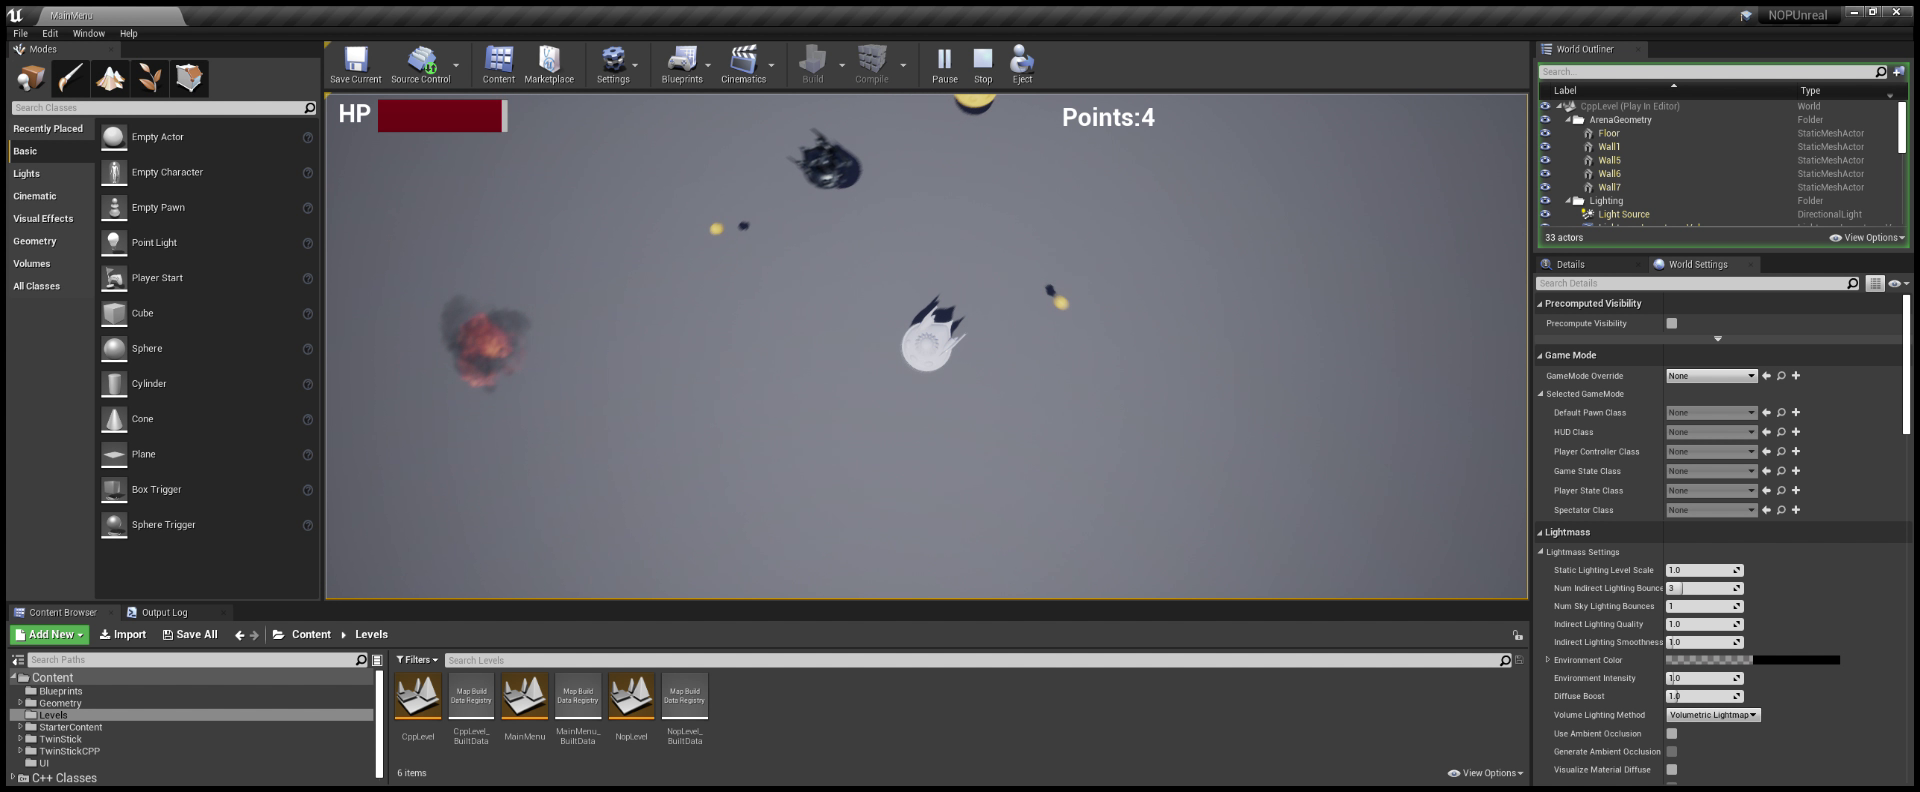 MainMenu
NOPUnreal
File Edit Window Help
Modes
Search Classes
Recently Placed
Basic
Lights
Cinematic
Visual Effects
Geometry
Volumes
All Classes
Empty Actor
Empty Character
Empty Pawn
Point Light
Player Start
Cube
Sphere
Cylinder
Cone
Plane
Box Trigger
Sphere Trigger
Save Current Source Control Content Marketplace Settings Blueprints Cinematics Build Compile Pause Stop Eject
HP
Points:4
World Outliner
Search...
Label Type
CppLevel (Play In Editor) World
ArenaGeometry Folder
Floor StaticMeshActor
Wall1 StaticMeshActor
Wall5 StaticMeshActor
Wall6 StaticMeshActor
Wall7 StaticMeshActor
Lighting Folder
Light Source DirectionalLight
33 actors View Options
Details World Settings
Search Details
Precomputed Visibility
Precompute Visibility
Game Mode
GameMode Override None
Selected GameMode
Default Pawn Class None
HUD Class None
Player Controller Class None
Game State Class None
Player State Class None
Spectator Class None
Lightmass
Lightmass Settings
Static Lighting Level Scale 1.0
Num Indirect Lighting Bounce 3
Num Sky Lighting Bounces 1
Indirect Lighting Quality 1.0
Indirect Lighting Smoothness 1.0
Environment Color
Environment Intensity 1.0
Diffuse Boost 1.0
Volume Lighting Method Volumetric Lightmap
Use Ambient Occlusion
Generate Ambient Occlusion
Visualize Material Diffuse
Content Browser Output Log
Add New Import Save All Content Levels
Search Paths
Content
Blueprints
Geometry
Levels
StarterContent
TwinStick
TwinStickCPP
UI
C++ Classes
Filters Search Levels
Map Build
Data Registry
Map Build
Data Registry
Map Build
Data Registry
CppLevel
CppLevel_
BuiltData
MainMenu
MainMenu_
BuiltData
NopLevel
NopLevel_
BuiltData
6 items View Options